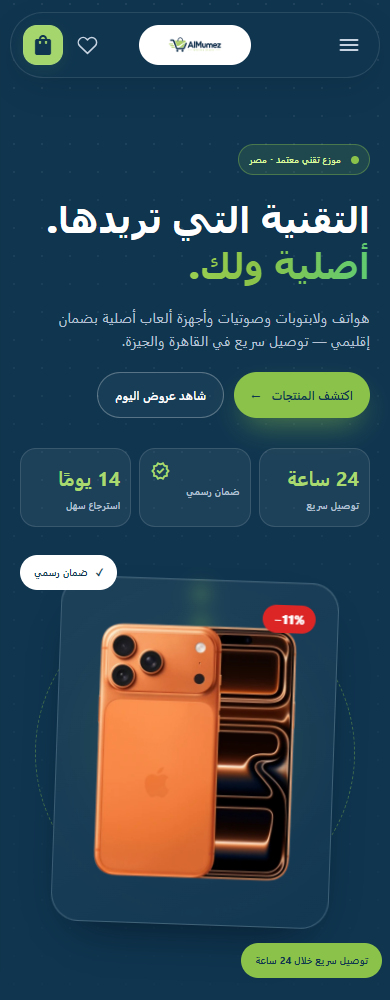 AlMumez
موزع تقني معتمد - مصر
التقنية التي تريدها.
أصلية ولك.
هواتف ولابتوبات وصوتيات وأجهزة ألعاب أصلية بضمان
إقليمي — توصيل سريع في القاهرة والجيزة.
اكتشف المنتجات ←
شاهد عروض اليوم
24 ساعة
توصيل سريع
ضمان رسمي
14 يومًا
استرجاع سهل
✓ ضمان رسمي
−11%
توصيل سريع خلال 24 ساعة